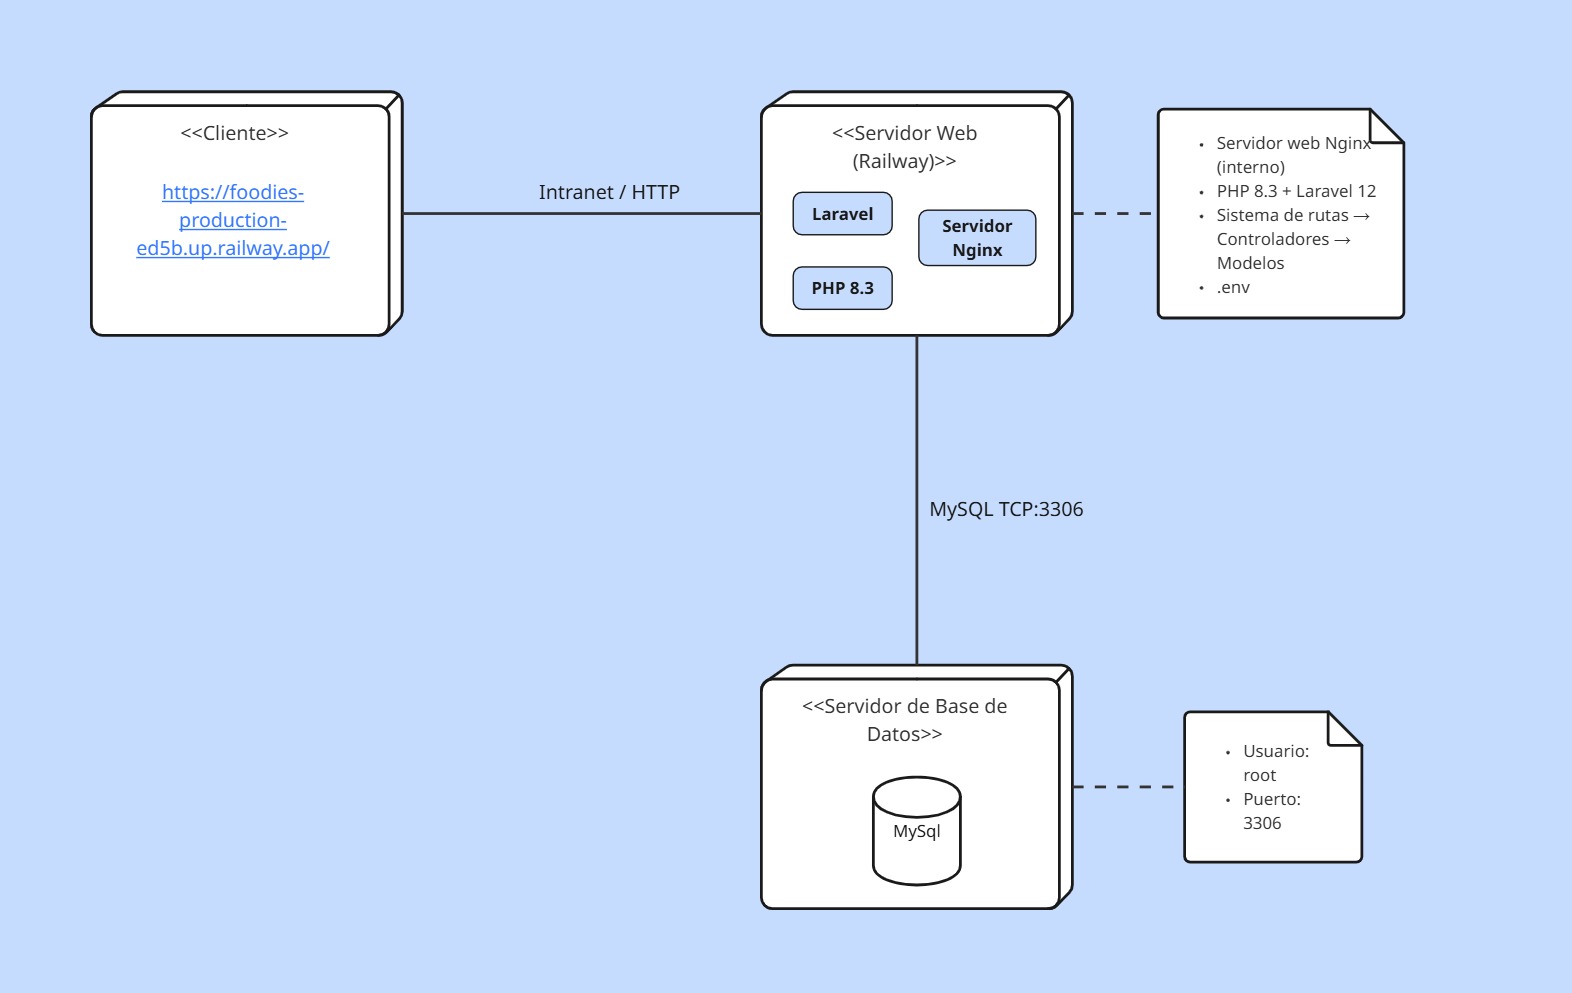 <<Cliente>>
https://foodies-
production-
ed5b.up.railway.app/
Intranet / HTTP
<<Servidor Web
(Railway)>>
Laravel
Servidor
Nginx
PHP 8.3
• Servidor web Nginx
(interno)
• PHP 8.3 + Laravel 12
• Sistema de rutas →
Controladores →
Modelos
• .env
MySQL TCP:3306
<<Servidor de Base de
Datos>>
MySql
• Usuario:
root
• Puerto:
3306